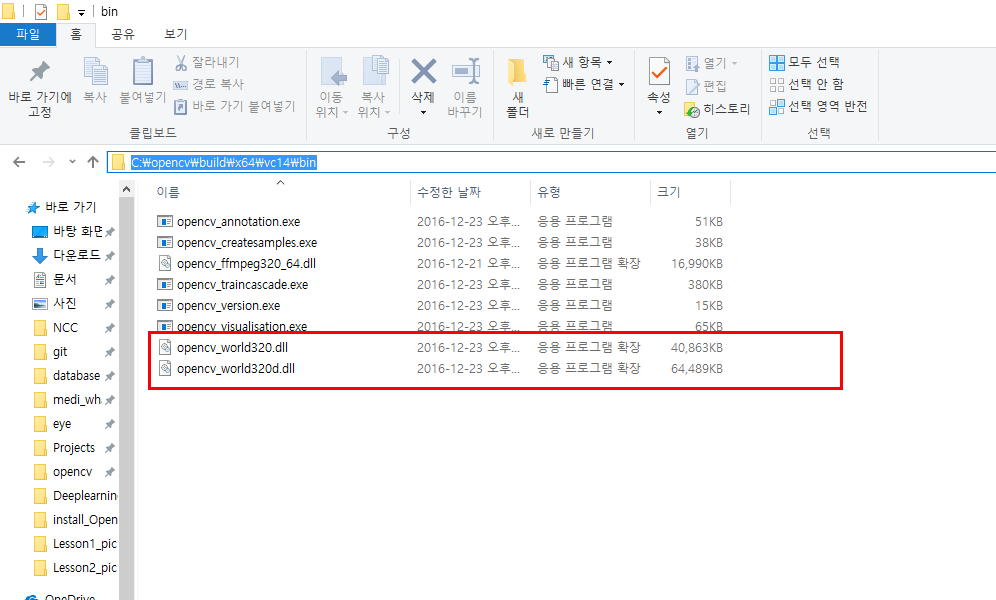 bin
파일 홈 공유 보기
바로 가기에 고정
복사
붙여넣기
잘라내기
경로 복사
바로 가기 붙여넣기
클립보드
이동 위치
복사 위치
삭제
이름 바꾸기
구성
새 폴더
새 항목
빠른 연결
새로 만들기
속성
열기
편집
히스토리
열기
모두 선택
선택 안 함
선택 영역 반전
선택
C:₩opencv₩build₩x64₩vc14₩bin
바로 가기
바탕 화면
다운로드
문서
사진
NCC
git
database
medi_wha
eye
Projects
opencv
Deeplearnin
install_Open
Lesson1_pic
Lesson2_pic
OneDrive
이름 수정한 날짜 유형 크기
opencv_annotation.exe 2016-12-23 오후... 응용 프로그램 51KB
opencv_createsamples.exe 2016-12-23 오후... 응용 프로그램 38KB
opencv_ffmpeg320_64.dll 2016-12-21 오후... 응용 프로그램 확장 16,990KB
opencv_traincascade.exe 2016-12-23 오후... 응용 프로그램 380KB
opencv_version.exe 2016-12-23 오후... 응용 프로그램 15KB
opencv_visualisation.exe 2016-12-23 오후... 응용 프로그램 65KB
opencv_world320.dll 2016-12-23 오후... 응용 프로그램 확장 40,863KB
opencv_world320d.dll 2016-12-23 오후... 응용 프로그램 확장 64,489KB